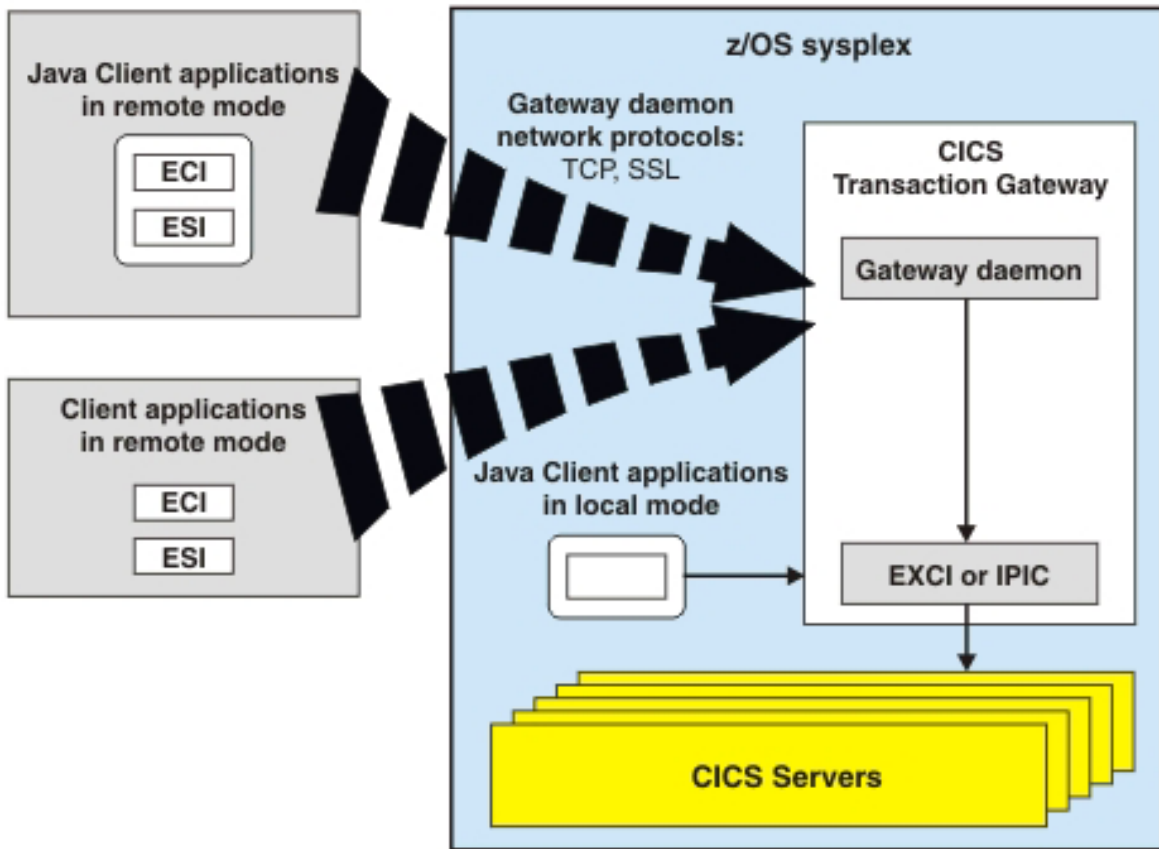 Java Client applications
in remote mode
ECI
ESI
Client applications
in remote mode
ECI
ESI
z/OS sysplex
Gateway daemon
network protocols:
TCP, SSL
CICS
Transaction Gateway
Gateway daemon
Java Client applications
in local mode
EXCI or IPIC
CICS Servers